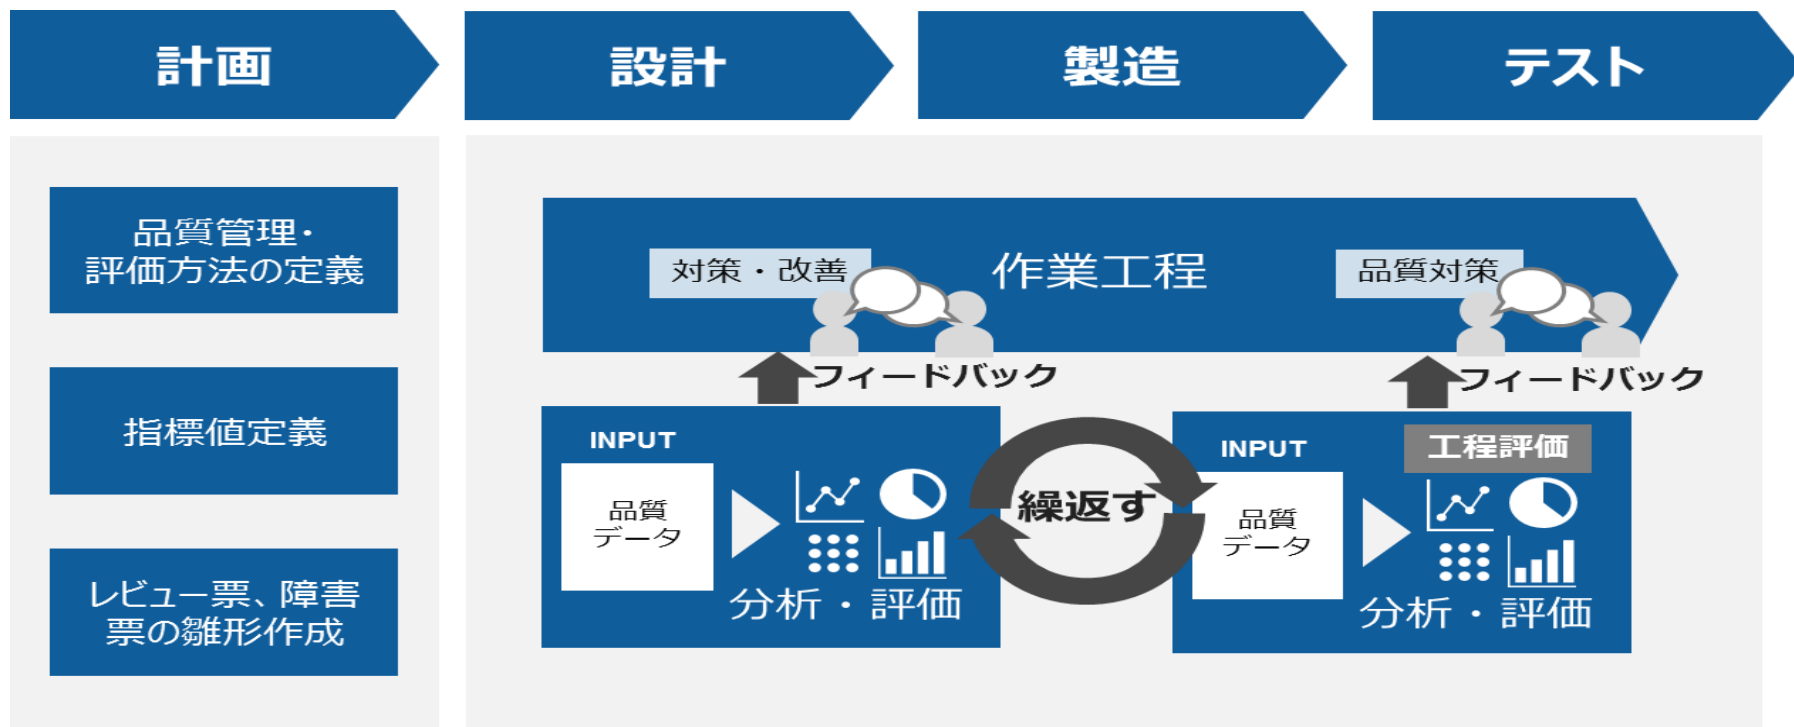 計画
設計
製造
テスト
品質管理・
評価方法の定義
指標値定義
レビュー票、障害
票の雛形作成
対策・改善
作業工程
品質対策
フィードバック
フィードバック
INPUT
品質
データ
分析・評価
繰返す
INPUT
工程評価
品質
データ
分析・評価